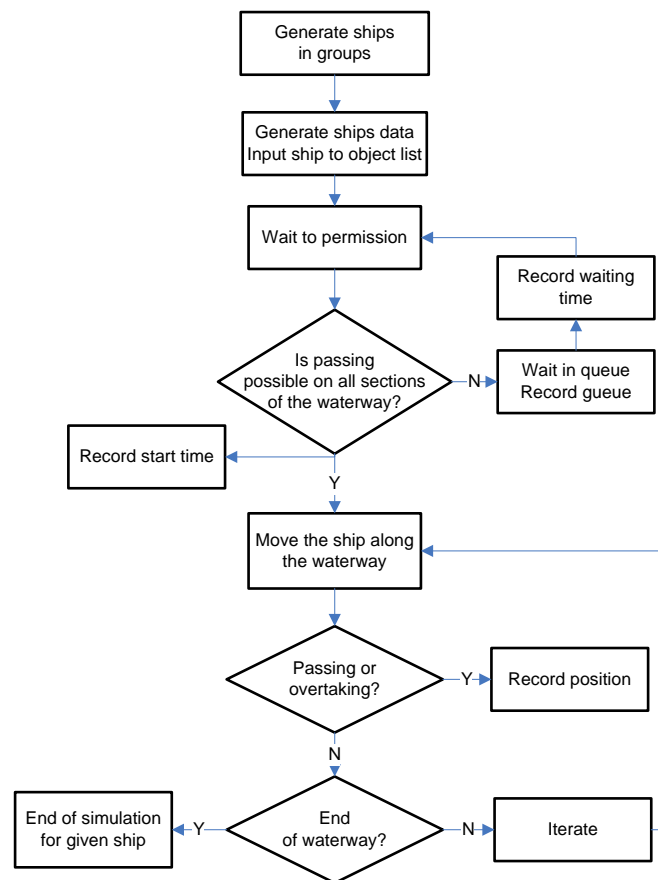 Generate ships
in groups
Generate ships data
Input ship to object list
Wait to permission
Record waiting
time
Is passing
possible on all sections
of the waterway?
N
Wait in queue
Record gueue
Record start time
Y
Move the ship along
the waterway
Passing or
overtaking?
Y
Record position
N
End of simulation
for given ship
Y
End
of waterway?
N
Iterate